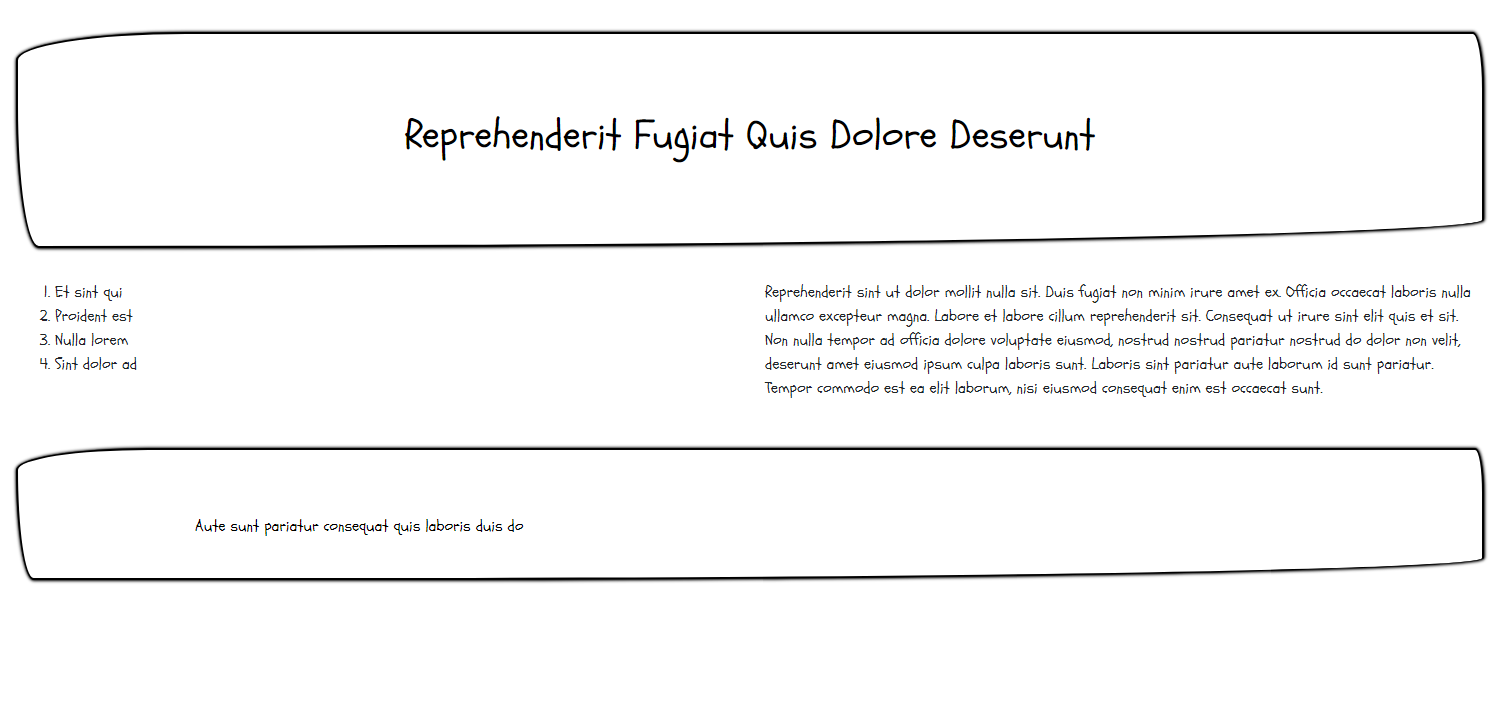 Reprehenderit Fugiat Quis Dolore Deserunt
1. Et sint qui
2. Proident est
3. Nulla lorem
4. Sint dolor ad
Reprehenderit sint ut dolor mollit nulla sit. Duis fugiat non minim irure amet ex. Officia occaecat laboris nulla
ullamco excepteur magna. Labore et labore cillum reprehenderit sit. Consequat ut irure sint elit quis et sit.
Non nulla tempor ad officia dolore voluptate eiusmod, nostrud nostrud pariatur nostrud do dolor non velit,
deserunt amet eiusmod ipsum culpa laboris sunt. Laboris sint pariatur aute laborum id sunt pariatur.
Tempor commodo est ea elit laborum, nisi eiusmod consequat enim est occaecat sunt.
Aute sunt pariatur consequat quis laboris duis do